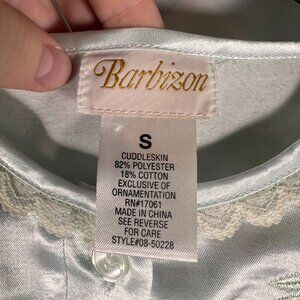 Barbizon
S
CUDDLESKIN
82% POLYESTER
18% COTTON
EXCLUSIVE OF
ORNAMENTATION
RN#17061
MADE IN CHINA
SEE REVERSE
FOR CARE
STYLE#08-50228